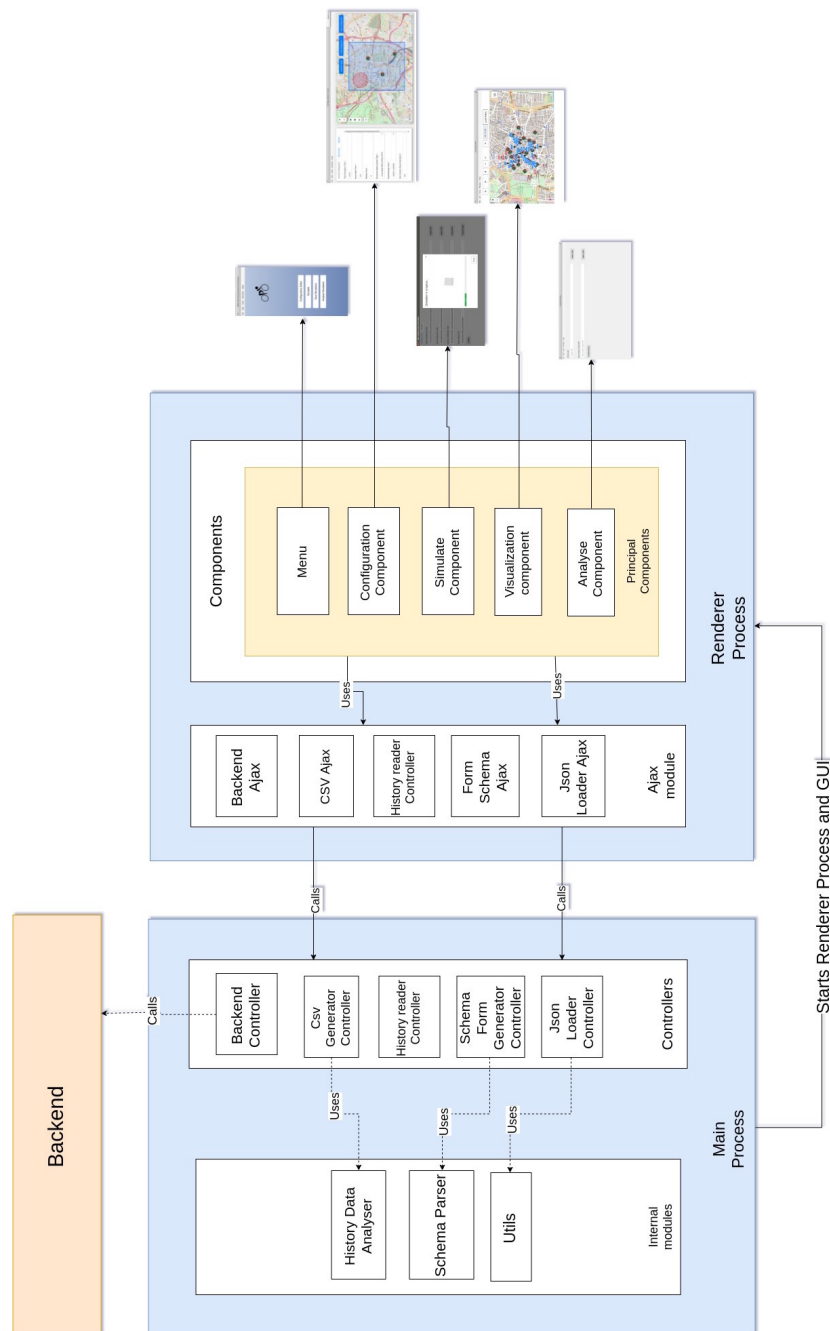 Backend
Calls
Main
Process
Internal
modules
History Data
Analyser
Schema Parser
Utils
Uses
Uses
Uses
Controllers
Backend
Controller
Csv
Generator
Controller
History reader
Controller
Schema
Form
Generator
Controller
Json
Loader
Controller
Calls
Calls
Starts Renderer Process and GUI
Renderer
Process
Ajax
module
Backend
Ajax
CSV Ajax
History reader
Controller
Form
Schema
Ajax
Json
Loader Ajax
Uses
Uses
Components
Principal
Components
Menu
Configuration
Component
Simulate
Component
Visualization
component
Analyse
Component